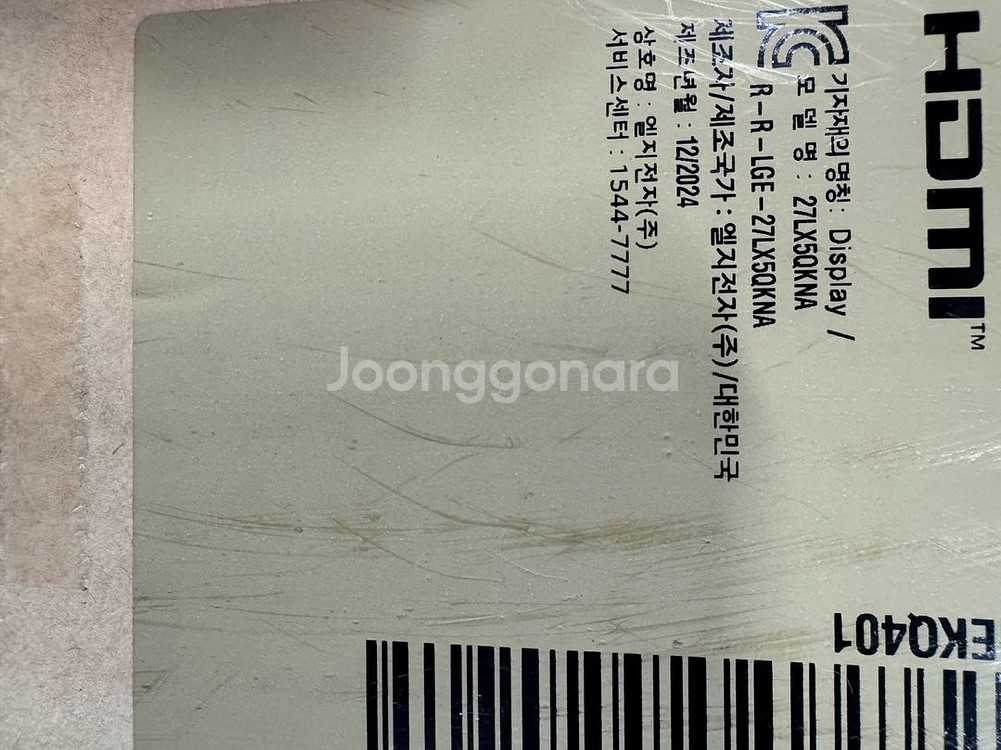 HDMI™
기자재의 명칭: Display /
모 델 명 : 27LX5QKNA
R-R-LGE-27LX5QKNA
제조자/제조국가 : 엘지전자(주)/대한민국
제조년월 : 12/2024
상호명 : 엘지전자(주)
서비스센터 : 1544-7777
EKQ401
Joonggonara